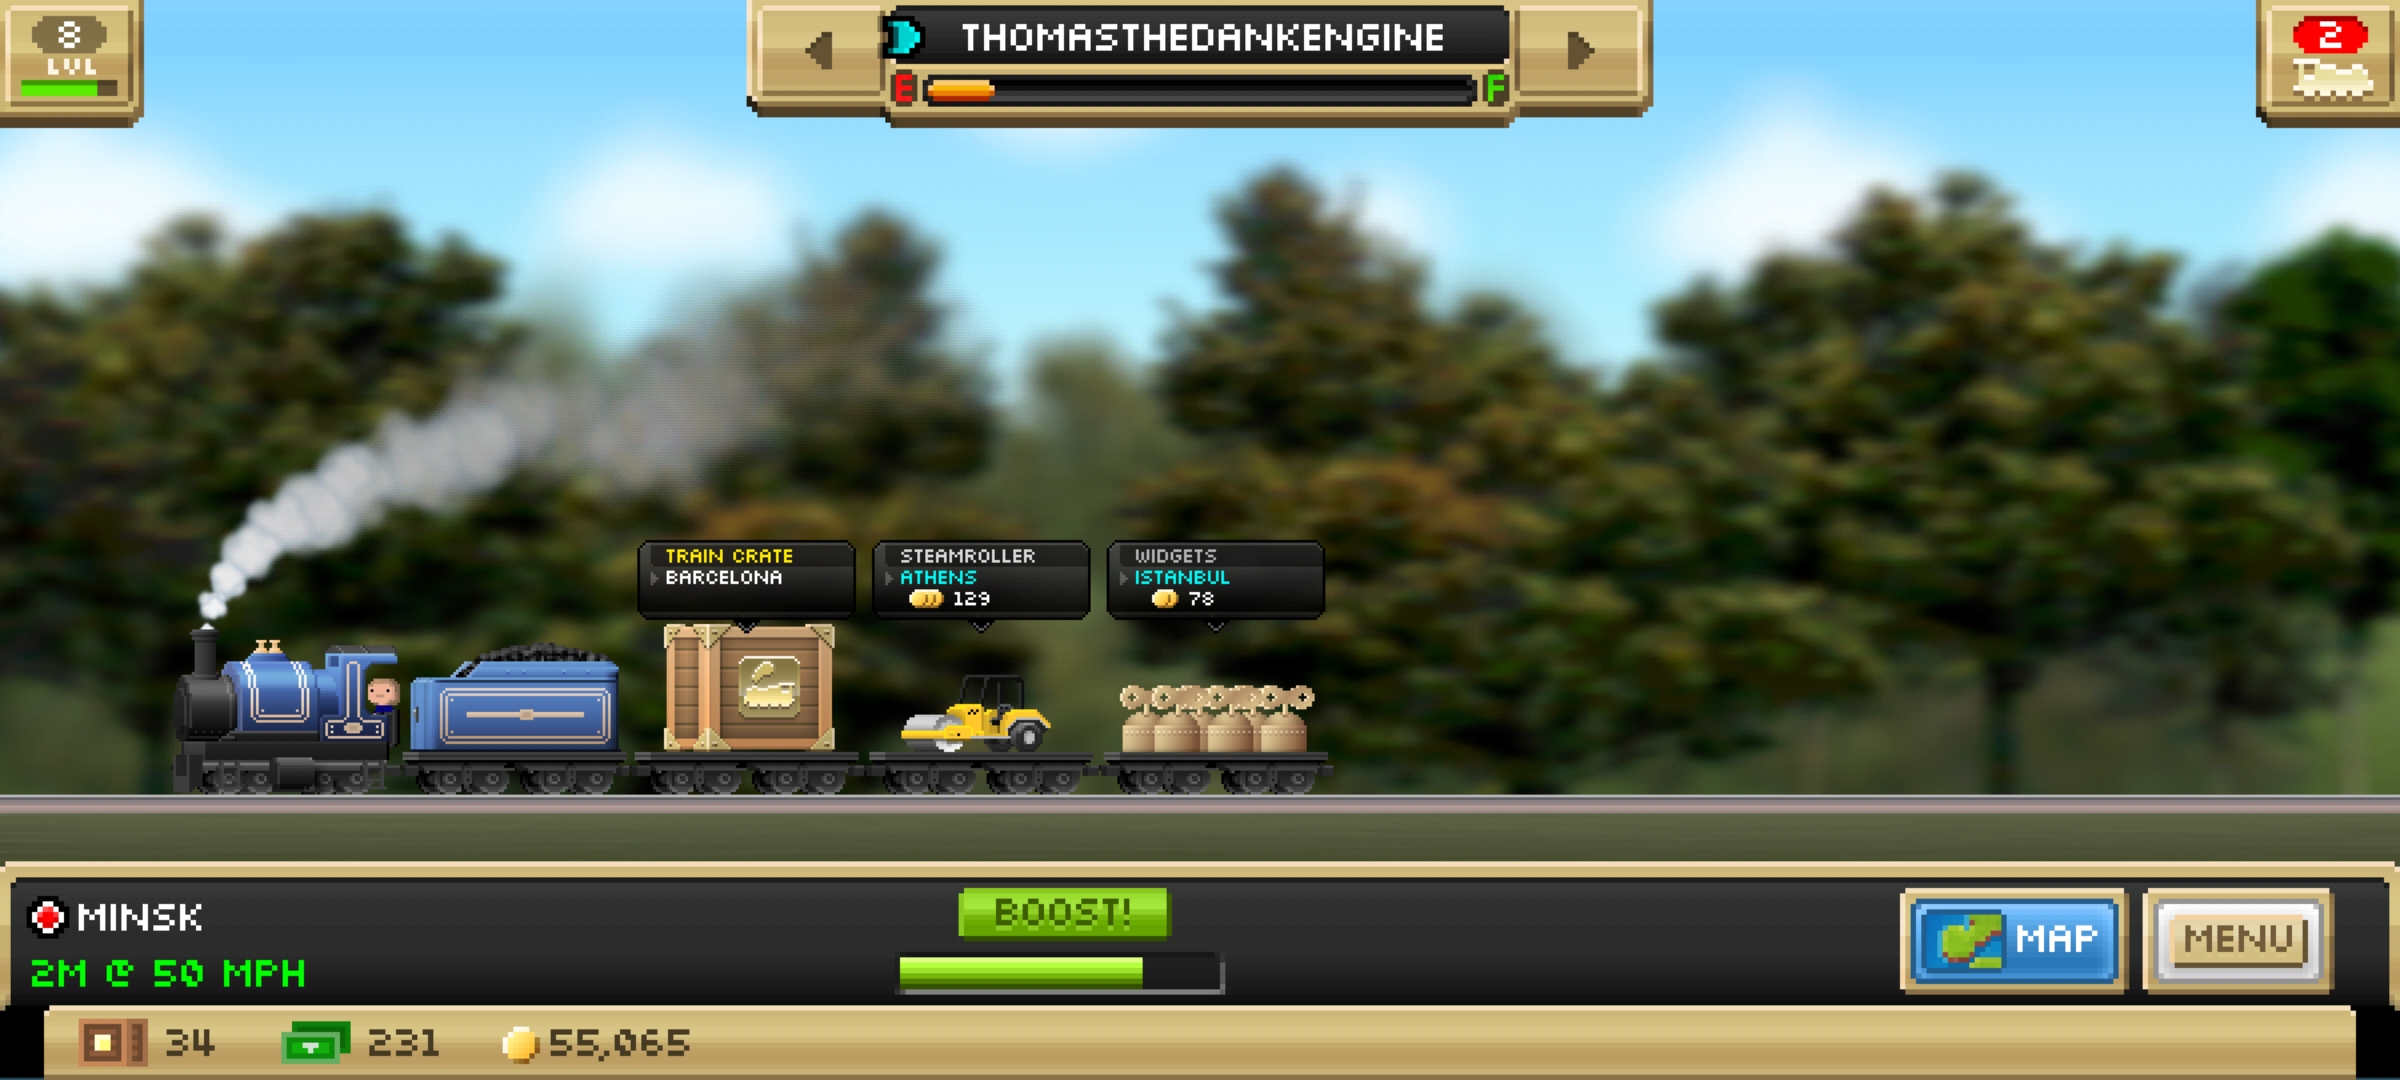 8
LVL
THOMASTHEDANKENGINE
E F
2
TRAIN CRATE
BARCELONA
STEAMROLLER
ATHENS
129
WIDGETS
ISTANBUL
78
MINSK
2M @ 50 MPH
BOOST!
MAP
MENU
34
231
55,065